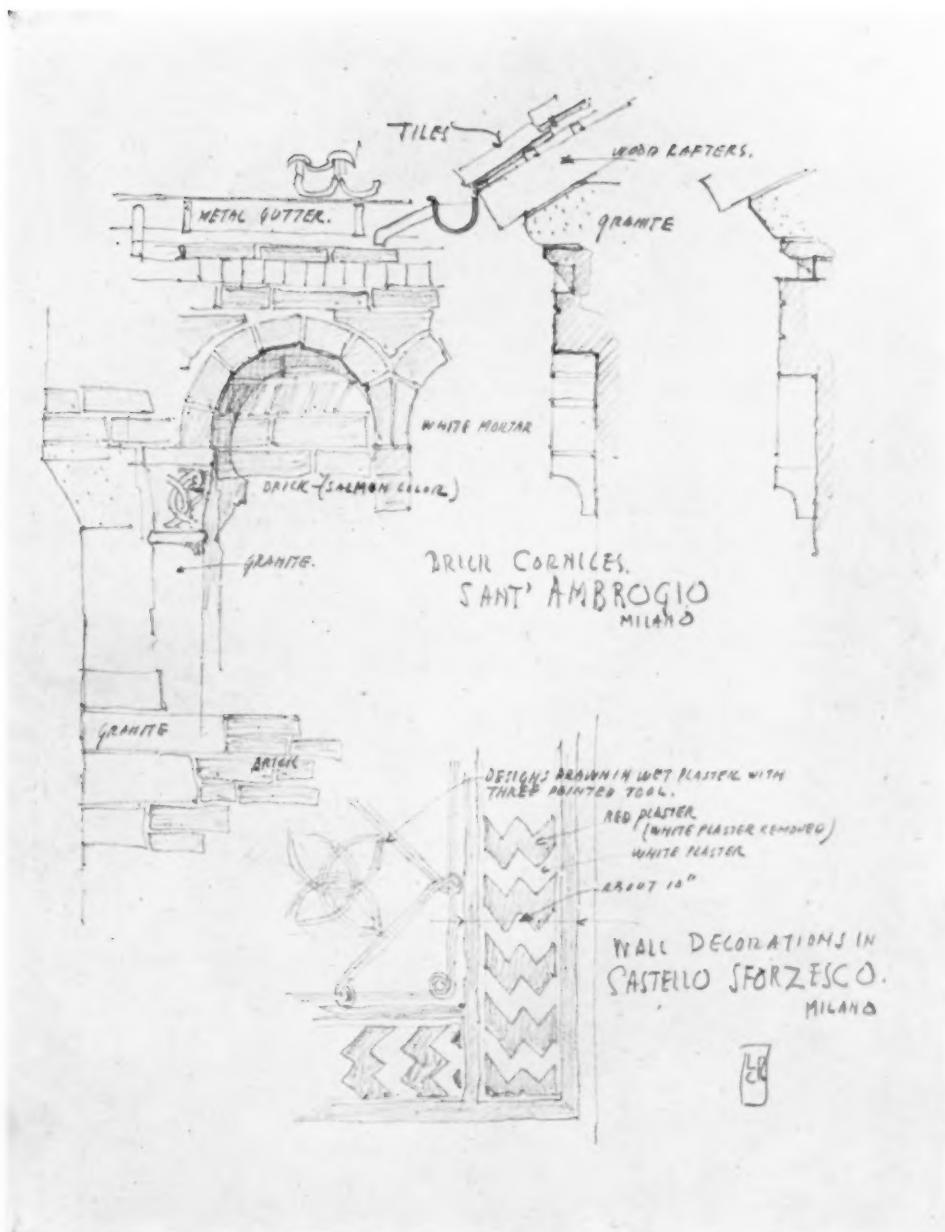 TILES
WOOD RAFTERS.
METAL GUTTER.
GRANITE
WHITE MORTAR
BRICK - (SALMON COLOR)
GRANITE.
BRICK CORNICES.
SANT' AMBROGIO
MILANO
GRANITE
BRICK
DESIGNS DRAWN IN WET PLASTER WITH
THREE POINTED TOOL.
RED PLASTER
(WHITE PLASTER REMOVED)
WHITE PLASTER
ABOUT 10"
WALL DECORATIONS IN
CASTELLO SFORZESCO.
MILANO